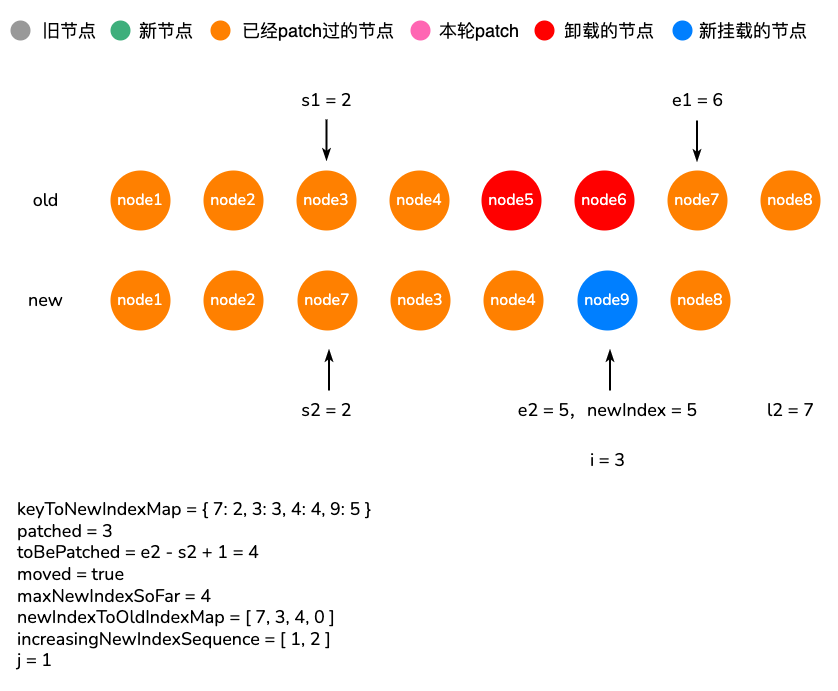 旧节点 新节点 已经patch过的节点 本轮patch 卸载的节点 新挂载的节点
s1 = 2 e1 = 6
old node1 node2 node3 node4 node5 node6 node7 node8
new node1 node2 node7 node3 node4 node9 node8
s2 = 2 e2 = 5，newIndex = 5 l2 = 7
i = 3
keyToNewIndexMap = { 7: 2, 3: 3, 4: 4, 9: 5 }
patched = 3
toBePatched = e2 - s2 + 1 = 4
moved = true
maxNewIndexSoFar = 4
newIndexToOldIndexMap = [ 7, 3, 4, 0 ]
increasingNewIndexSequence = [ 1, 2 ]
j = 1